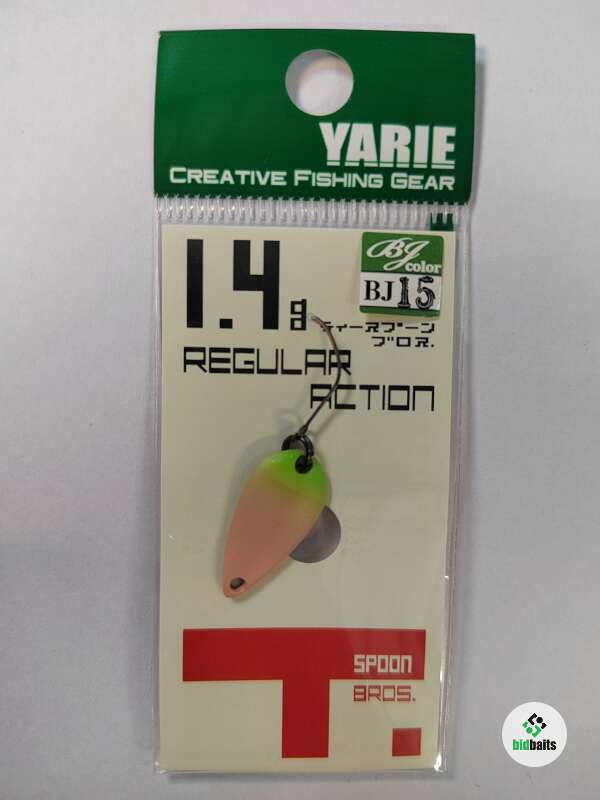 YARIE
CREATIVE FISHING GEAR
BJ
color
BJ15
1.4g
ティースプーン
ブロス.
REGULAR
ACTION
T.
SPOON
BROS.
bidbaits